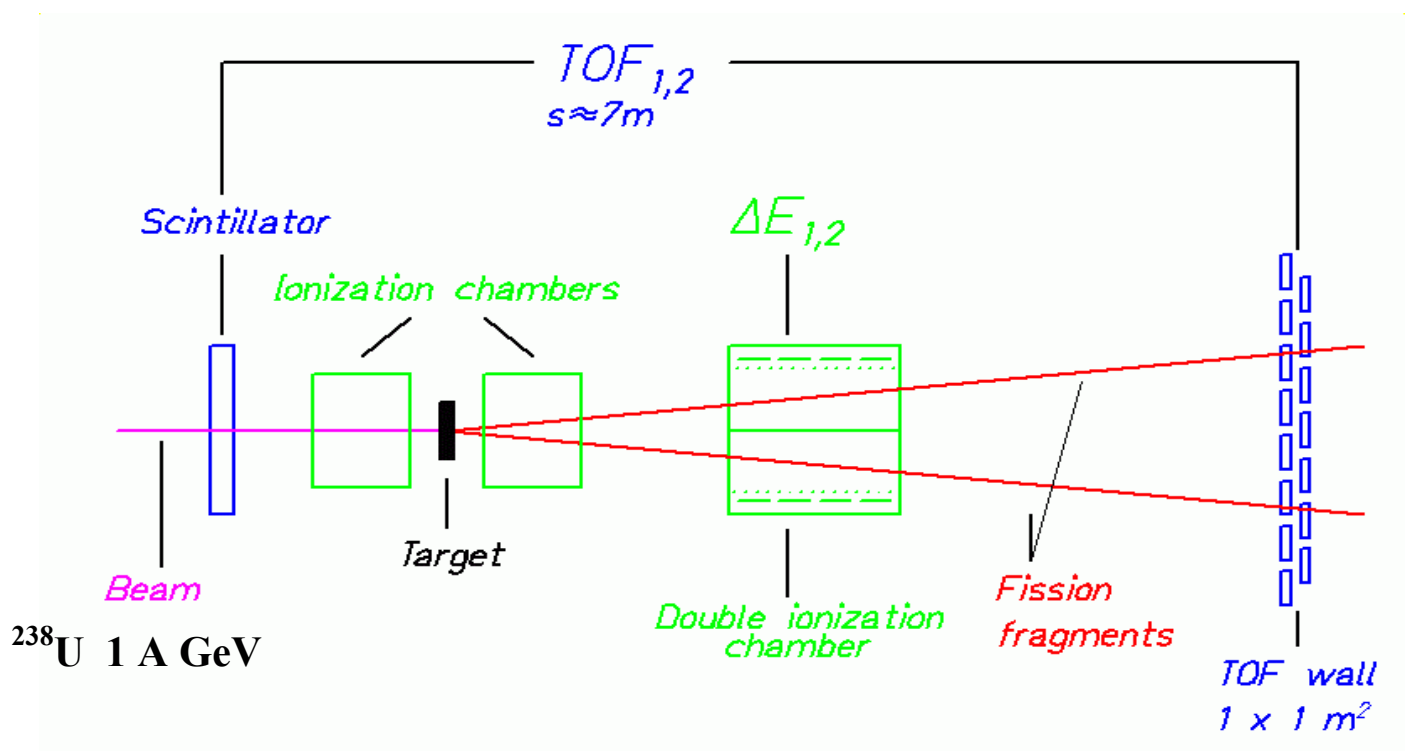 TOF1,2
s≈7m
Scintillator
ΔE1,2
Ionization chambers
Target
Beam
Double ionization
chamber
Fission
fragments
²³⁸U 1 A GeV
TOF wall
1 x 1 m²